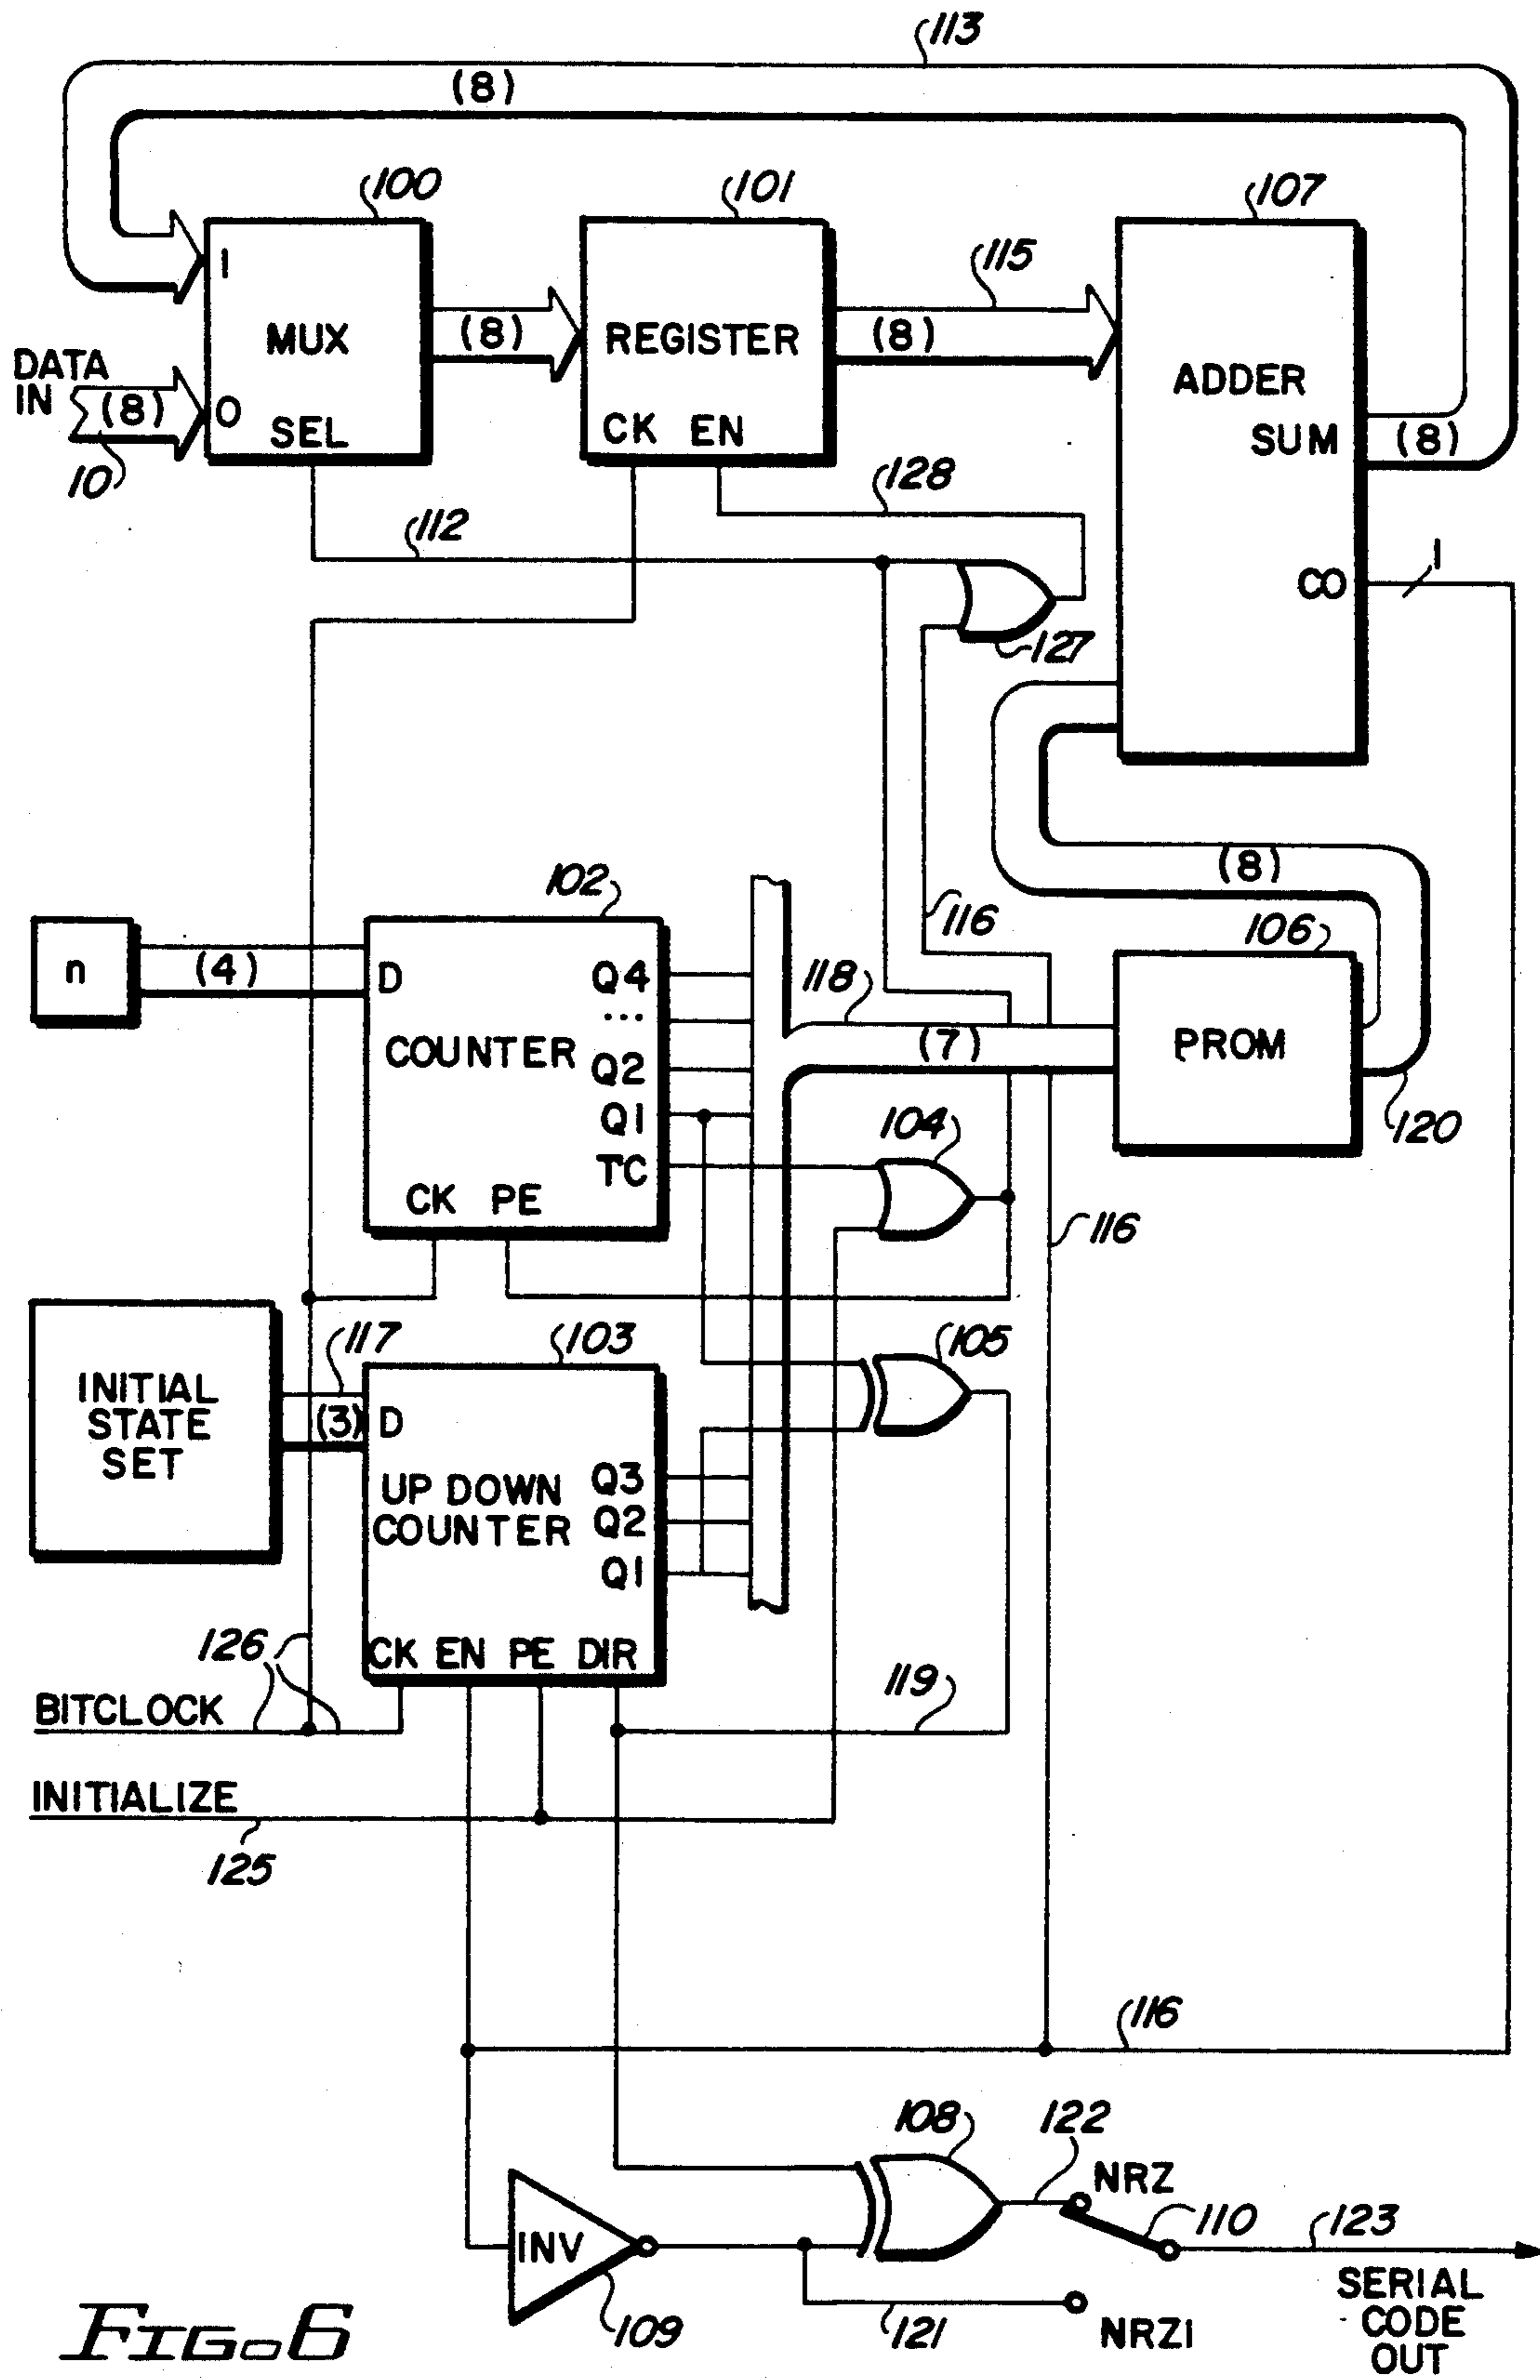 113
(8)
100
101
107
1
MUX
(8)
REGISTER
115
(8)
ADDER
DATA
IN
(8)
0
SEL
CK EN
SUM
(8)
10
128
112
1
CO
127
(8)
102
116
106
n
(4)
D
Q4
118
...
COUNTER
(7)
PROM
Q2
Q1
104
120
TC
CK PE
116
117
103
105
INITIAL
STATE
SET
(3)
D
UP DOWN
COUNTER
Q3
Q2
Q1
126
CK EN PE DIR
119
BITCLOCK
INITIALIZE
125
116
108
122
NRZ
110
123
INV
SERIAL
CODE
OUT
109
121
NRZ1
FIG. 6